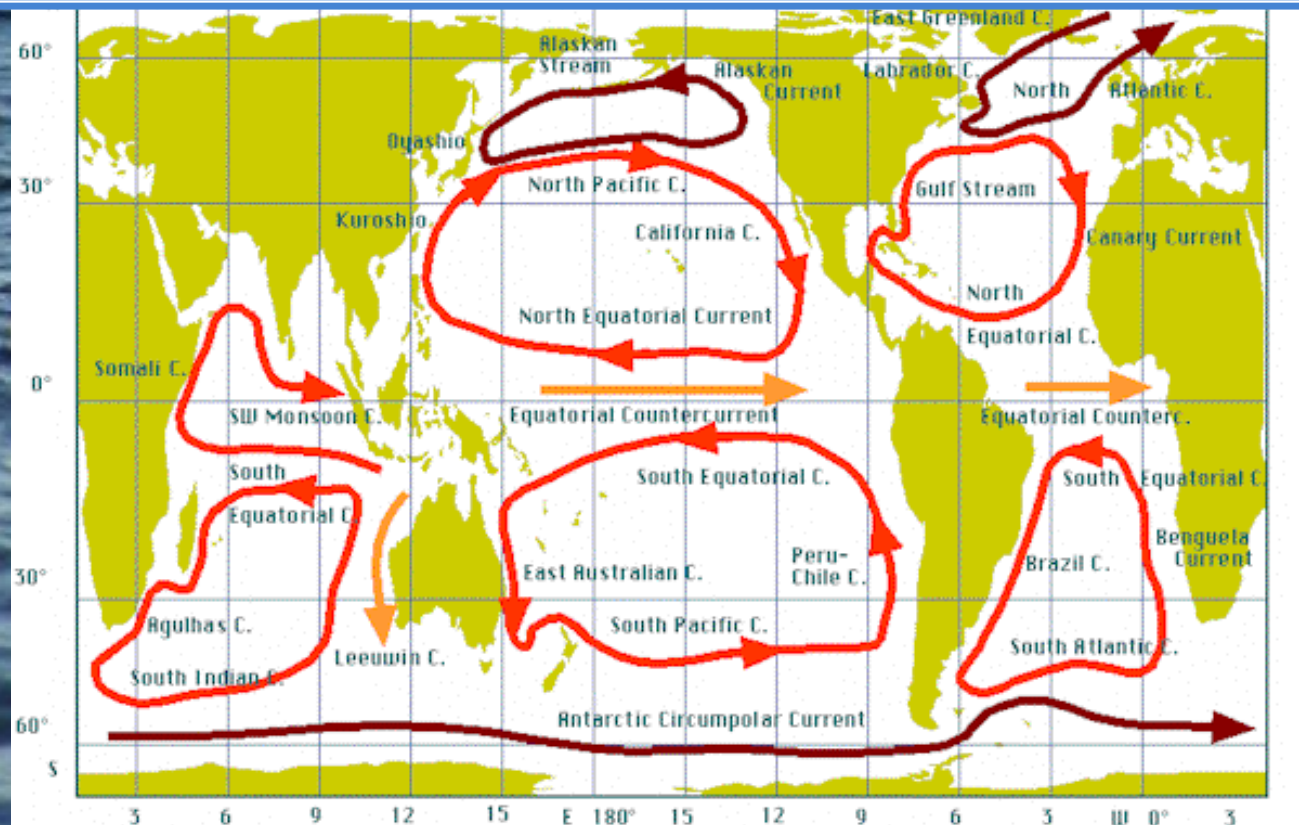 East Greenland C.
60°
Alaskan
Stream
Alaskan
Current
Labrador C.
North
Atlantic C.
Oyashio
30°
North Pacific C.
Gulf Stream
Kuroshio
California C.
Canary Current
North
North Equatorial Current
Equatorial C.
Somali C.
0°
SW Monsoon C.
Equatorial Countercurrent
Equatorial Counterc.
South
South Equatorial C.
South
Equatorial C.
Equatorial C.
Benguela
Current
Peru-
Chile C.
30°
East Australian C.
Brazil C.
Agulhas C.
South Pacific C.
South Atlantic C.
Leeuwin C.
South Indian C.
60°
Antarctic Circumpolar Current
S
3 6 9 12 15 E 180° 15 12 9 6 3 W 0° 3